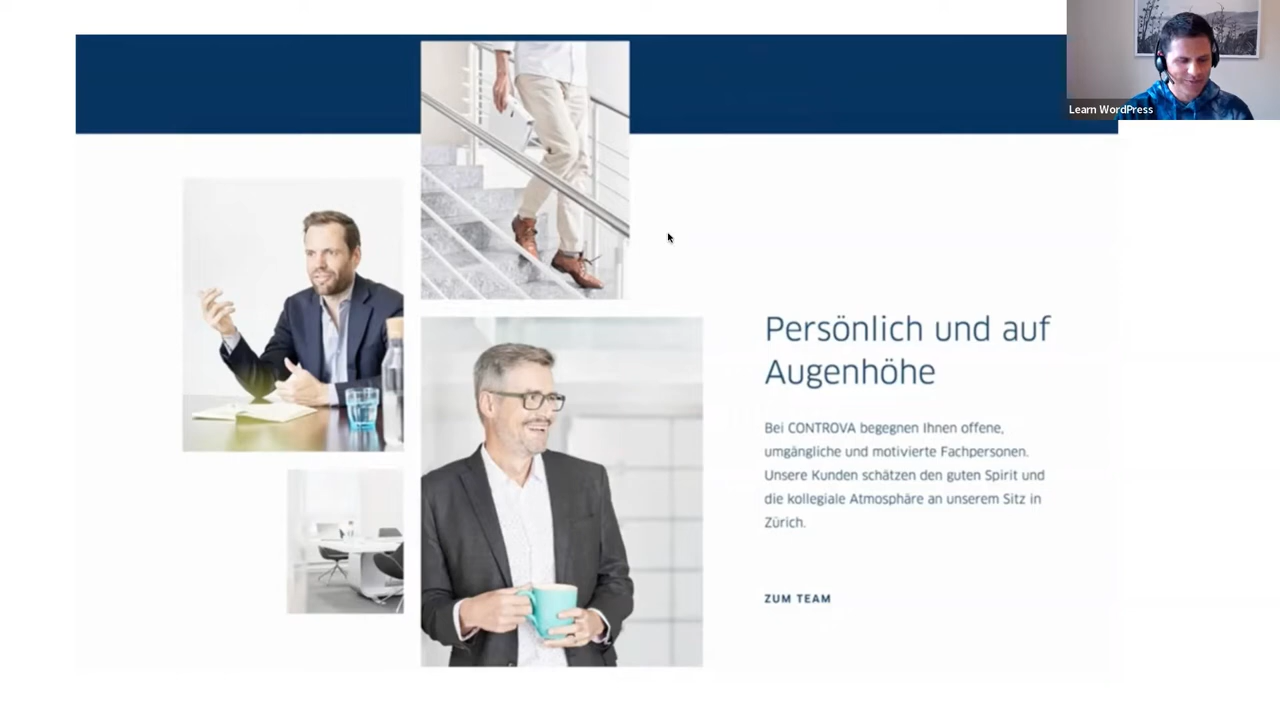 Learn WordPress
Persönlich und auf
Augenhöhe
Bei CONTROVA begegnen Ihnen offene,
umgängliche und motivierte Fachpersonen.
Unsere Kunden schätzen den guten Spirit und
die kollegiale Atmosphäre an unserem Sitz in
Zürich.
ZUM TEAM